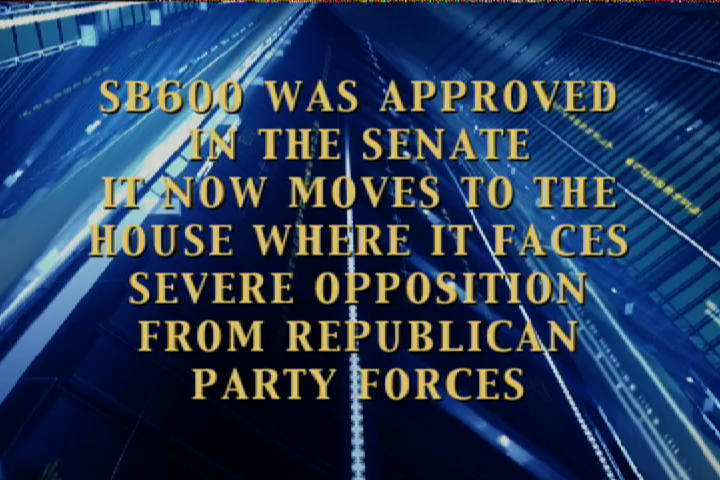 SB600 WAS APPROVED
IN THE SENATE
IT NOW MOVES TO THE
HOUSE WHERE IT FACES
SEVERE OPPOSITION
FROM REPUBLICAN
PARTY FORCES